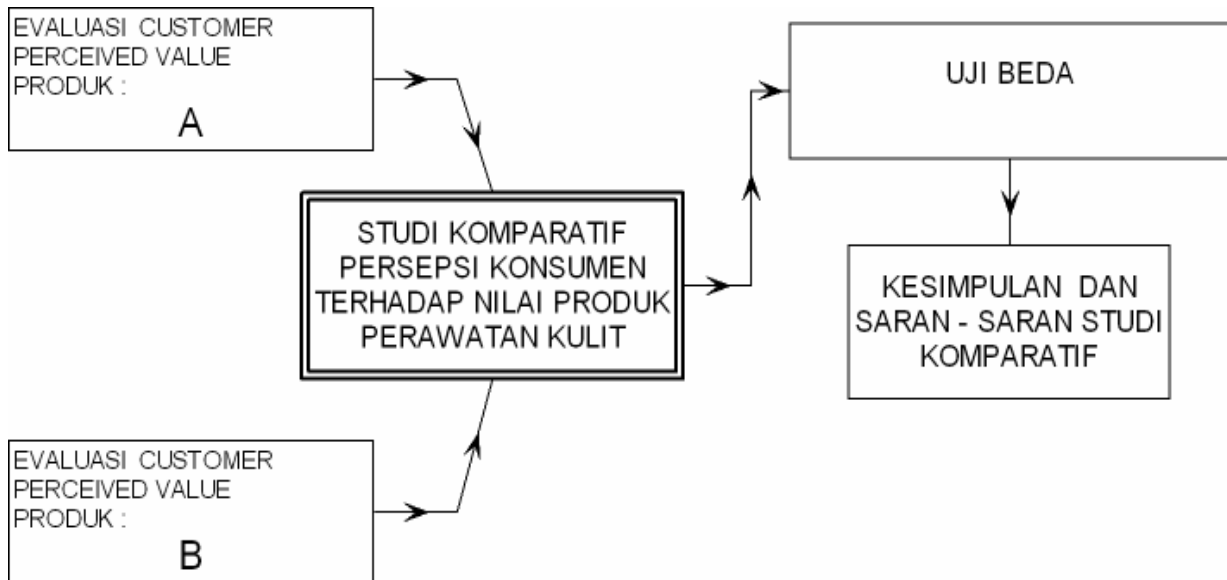 EVALUASI CUSTOMER
PERCEIVED VALUE
PRODUK :
A
EVALUASI CUSTOMER
PERCEIVED VALUE
PRODUK :
B
STUDI KOMPARATIF
PERSEPSI KONSUMEN
TERHADAP NILAI PRODUK
PERAWATAN KULIT
UJI BEDA
KESIMPULAN DAN
SARAN - SARAN STUDI
KOMPARATIF